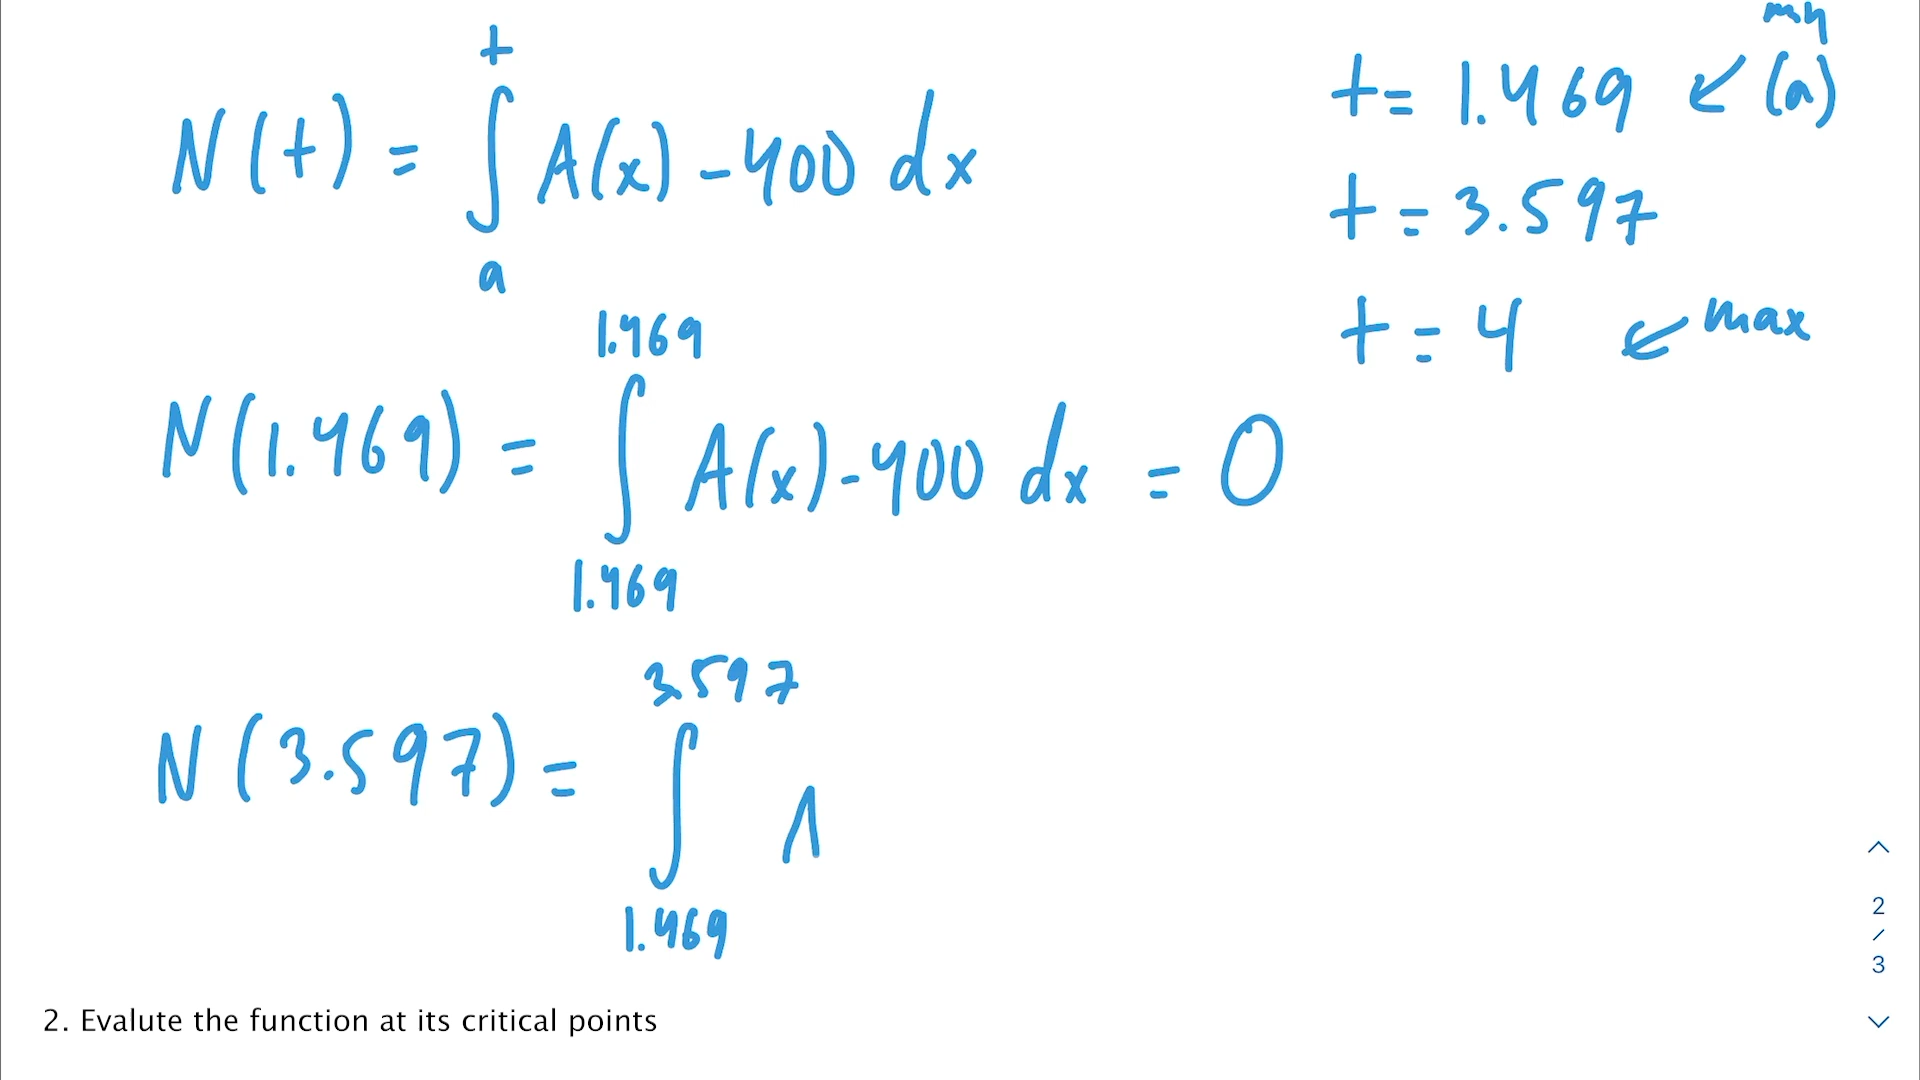 N(t) = ∫ₐᵗ A(x) - 400 dx
min
t = 1.469 ↙ (a)
t = 3.597
t = 4 ↙ max
1.469
N(1.469) = ∫ A(x) - 400 dx = 0
1.469
3.597
N(3.597) = ∫ Λ
1.469
2
/
3
2. Evalute the function at its critical points